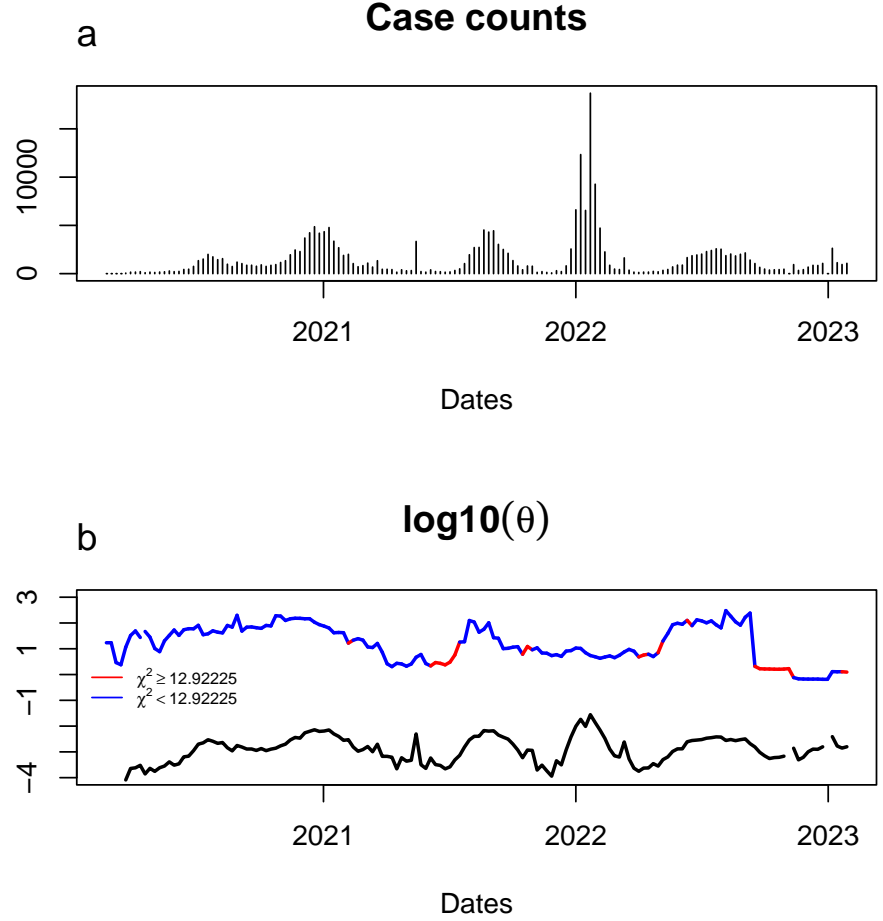 a
Case counts
10000
0
2021
2022
2023
Dates
b
log10(θ)
3
1
−1
−4
χ² ≥ 12.92225
χ² < 12.92225
2021
2022
2023
Dates